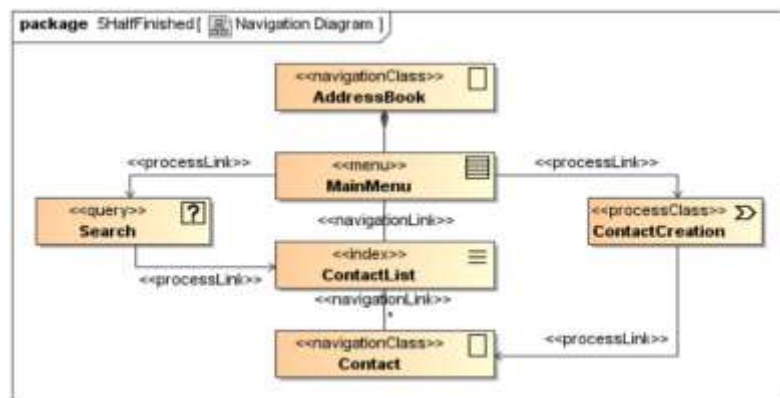 package 5HalfFinished[ Navigation Diagram ]
<<navigationClass>>
AddressBook
<<processLink>>
<<menu>>
MainMenu
<<processLink>>
<<query>>
?
Search
<<navigationLink>>
<<processClass>>
ContactCreation
<<index>>
ContactList
<<processLink>>
<<navigationLink>>
*
<<navigationClass>>
Contact
<<processLink>>